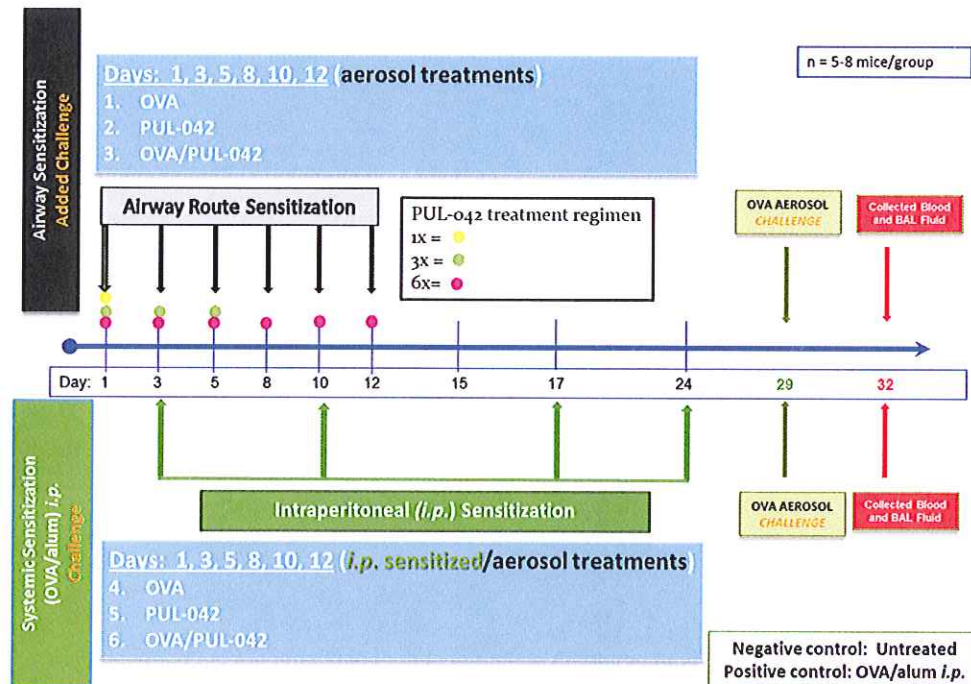 Airway Sensitization
Added Challenge
Days: 1, 3, 5, 8, 10, 12 (aerosol treatments)
1. OVA
2. PUL-042
3. OVA/PUL-042
n = 5-8 mice/group
Airway Route Sensitization
PUL-042 treatment regimen
1x =
3x =
6x=
OVA AEROSOL
CHALLENGE
Collected Blood
and BAL Fluid
Day: 1 3 5 8 10 12 15 17 24 29 32
Systemic Sensitization
(OVA/alum) i.p.
Challenge
Intraperitoneal (i.p.) Sensitization
OVA AEROSOL
CHALLENGE
Collected Blood
and BAL Fluid
Days: 1, 3, 5, 8, 10, 12 (i.p. sensitized/aerosol treatments)
4. OVA
5. PUL-042
6. OVA/PUL-042
Negative control: Untreated
Positive control: OVA/alum i.p.